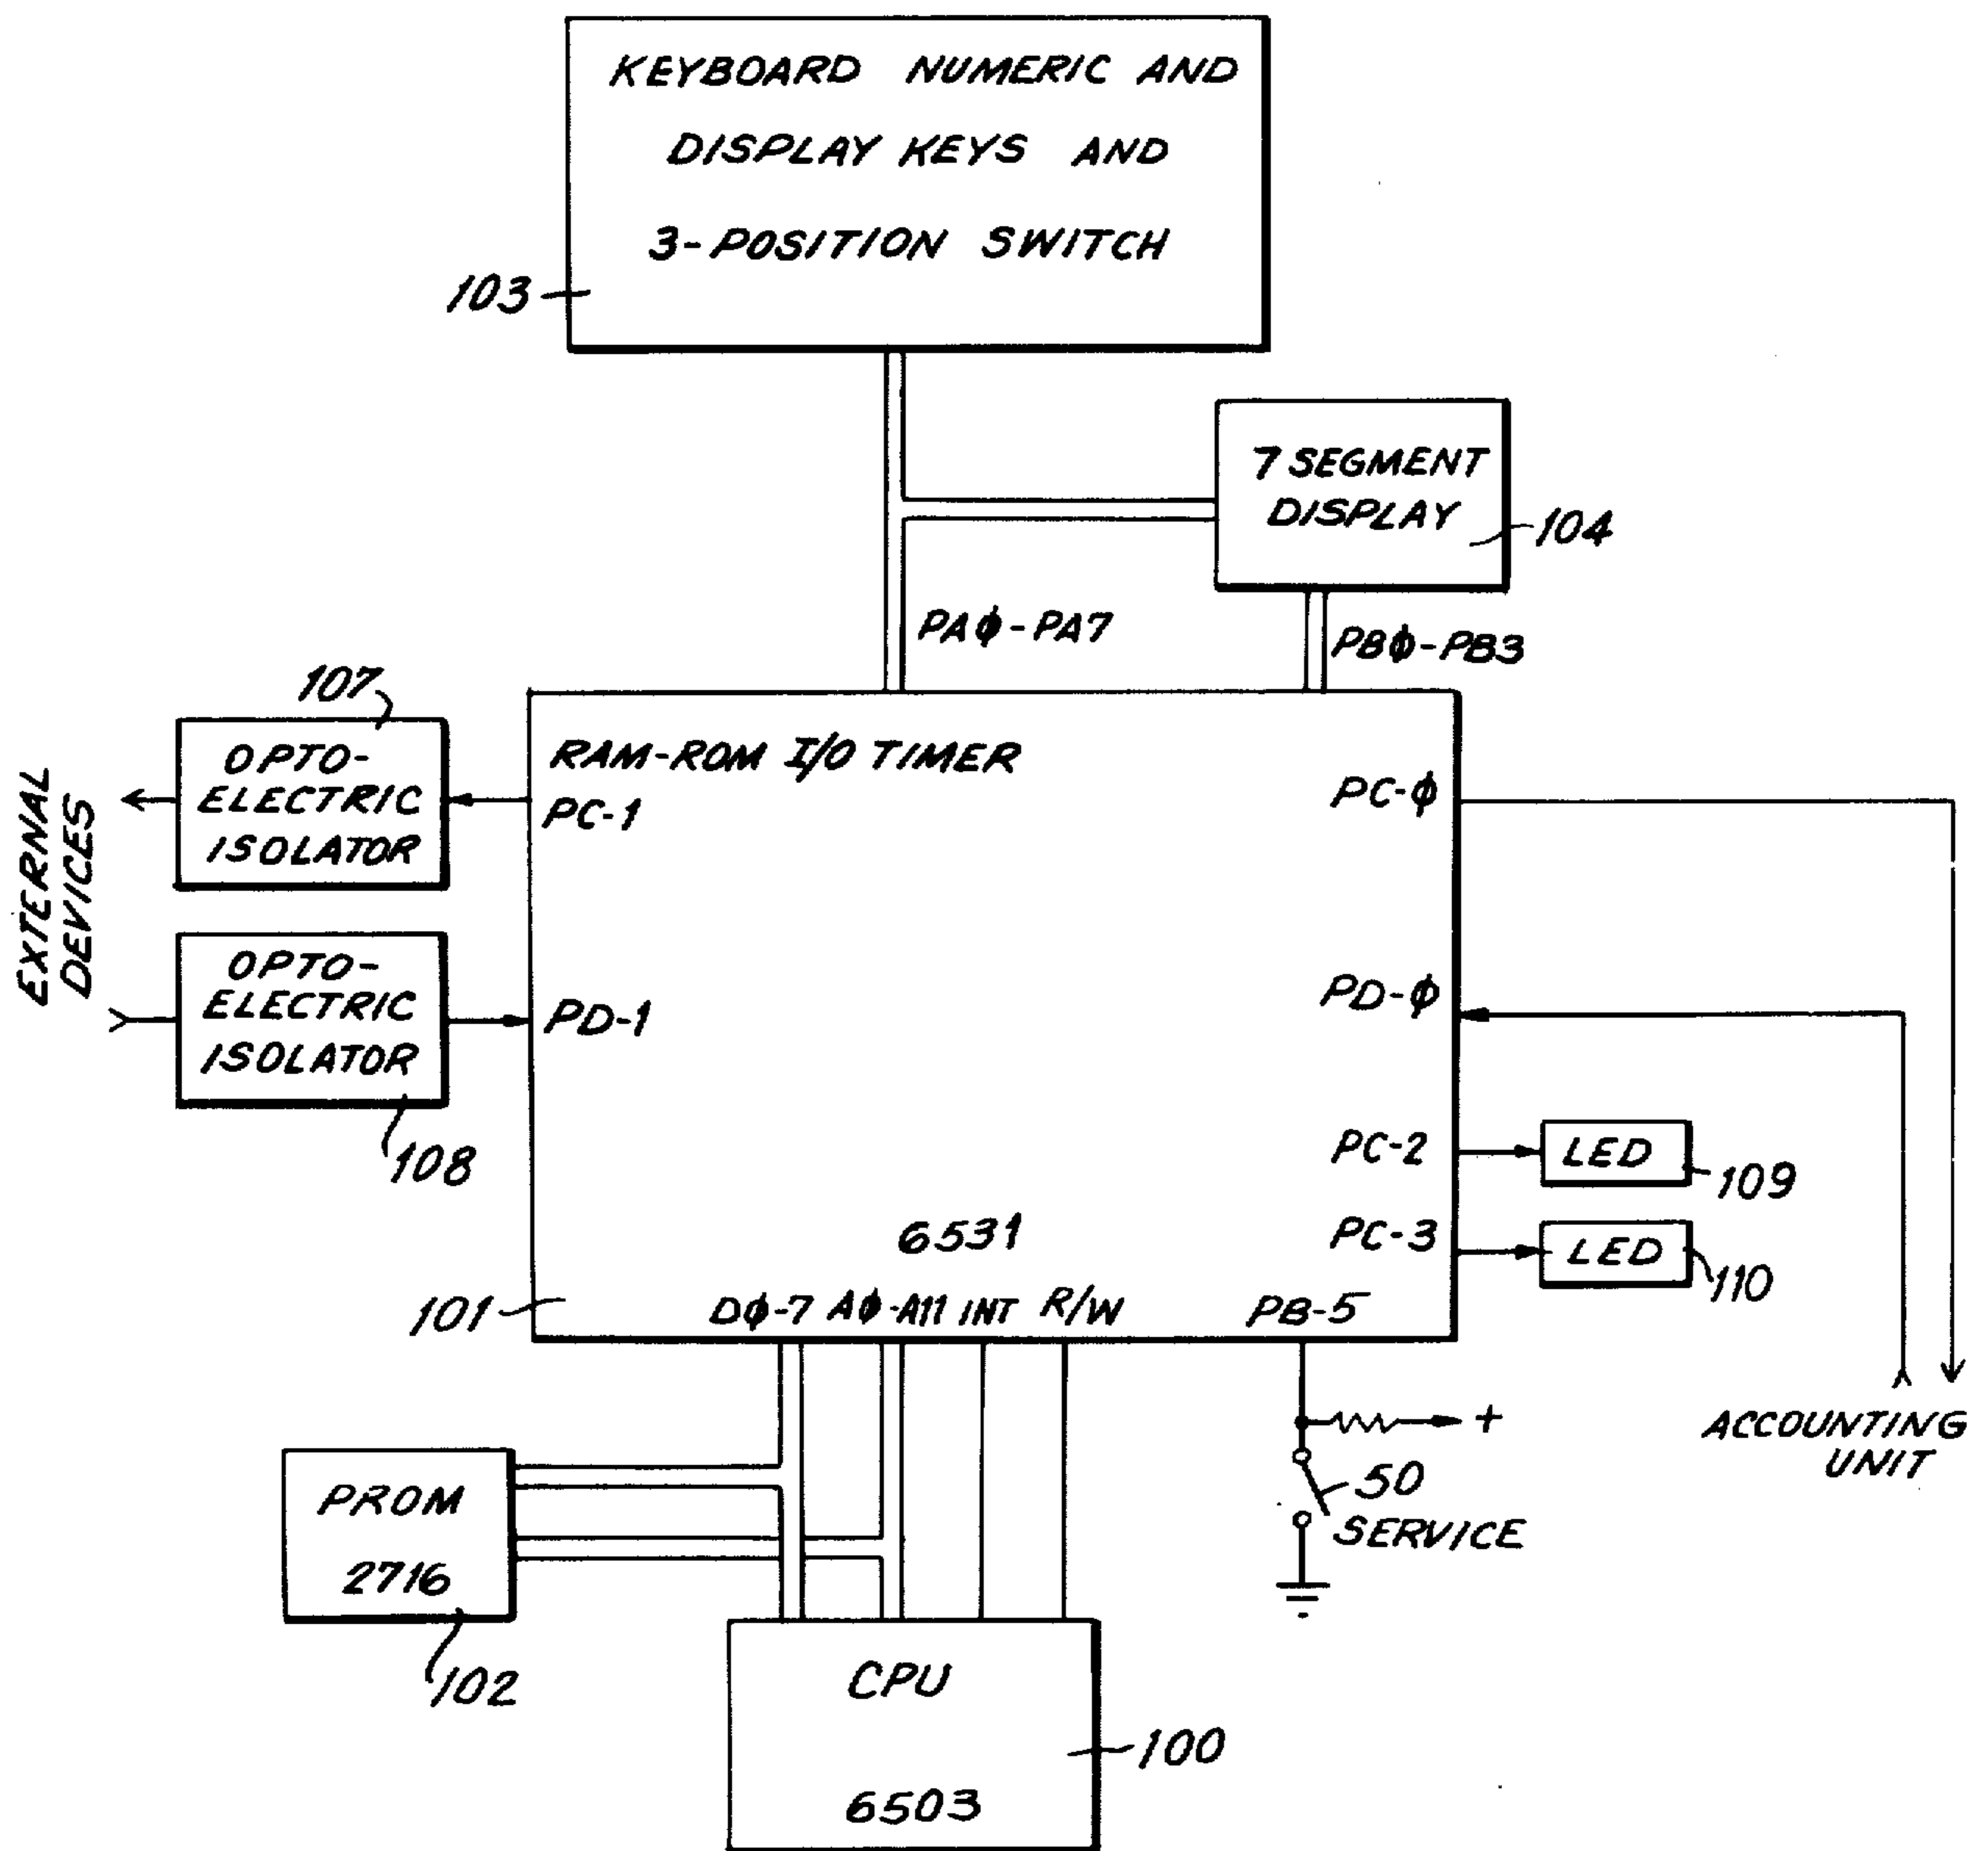 KEYBOARD NUMERIC AND
DISPLAY KEYS AND
3-POSITION SWITCH
103
7 SEGMENT
DISPLAY
104
PAϕ-PA7
PBϕ-PB3
107
OPTO-
ELECTRIC
ISOLATOR
EXTERNAL
DEVICES
OPTO-
ELECTRIC
ISOLATOR
108
RAM-ROM I/O TIMER
PC-1
PC-ϕ
PD-1
PD-ϕ
PC-2
LED
109
PC-3
LED
110
6531
101
Dϕ-7 Aϕ-A11 INT R/W PB-5
+
50
SERVICE
ACCOUNTING
UNIT
PROM
2716
102
CPU
6503
100